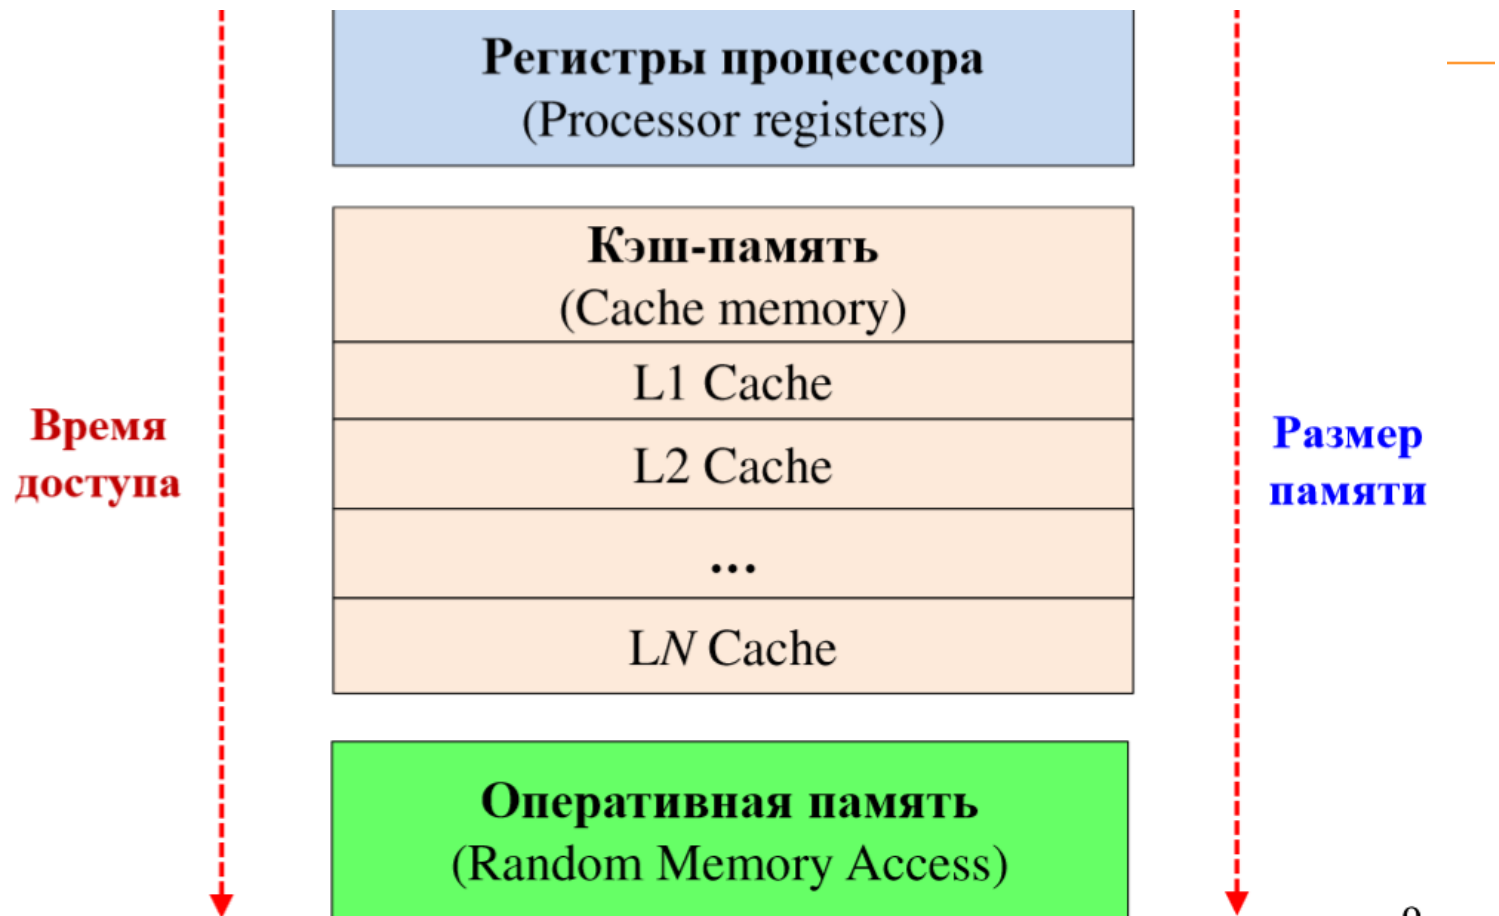 Регистры процессора
(Processor registers)
Кэш-память
(Cache memory)
L1 Cache
L2 Cache
...
LN Cache
Время
доступа
Размер
памяти
Оперативная память
(Random Memory Access)